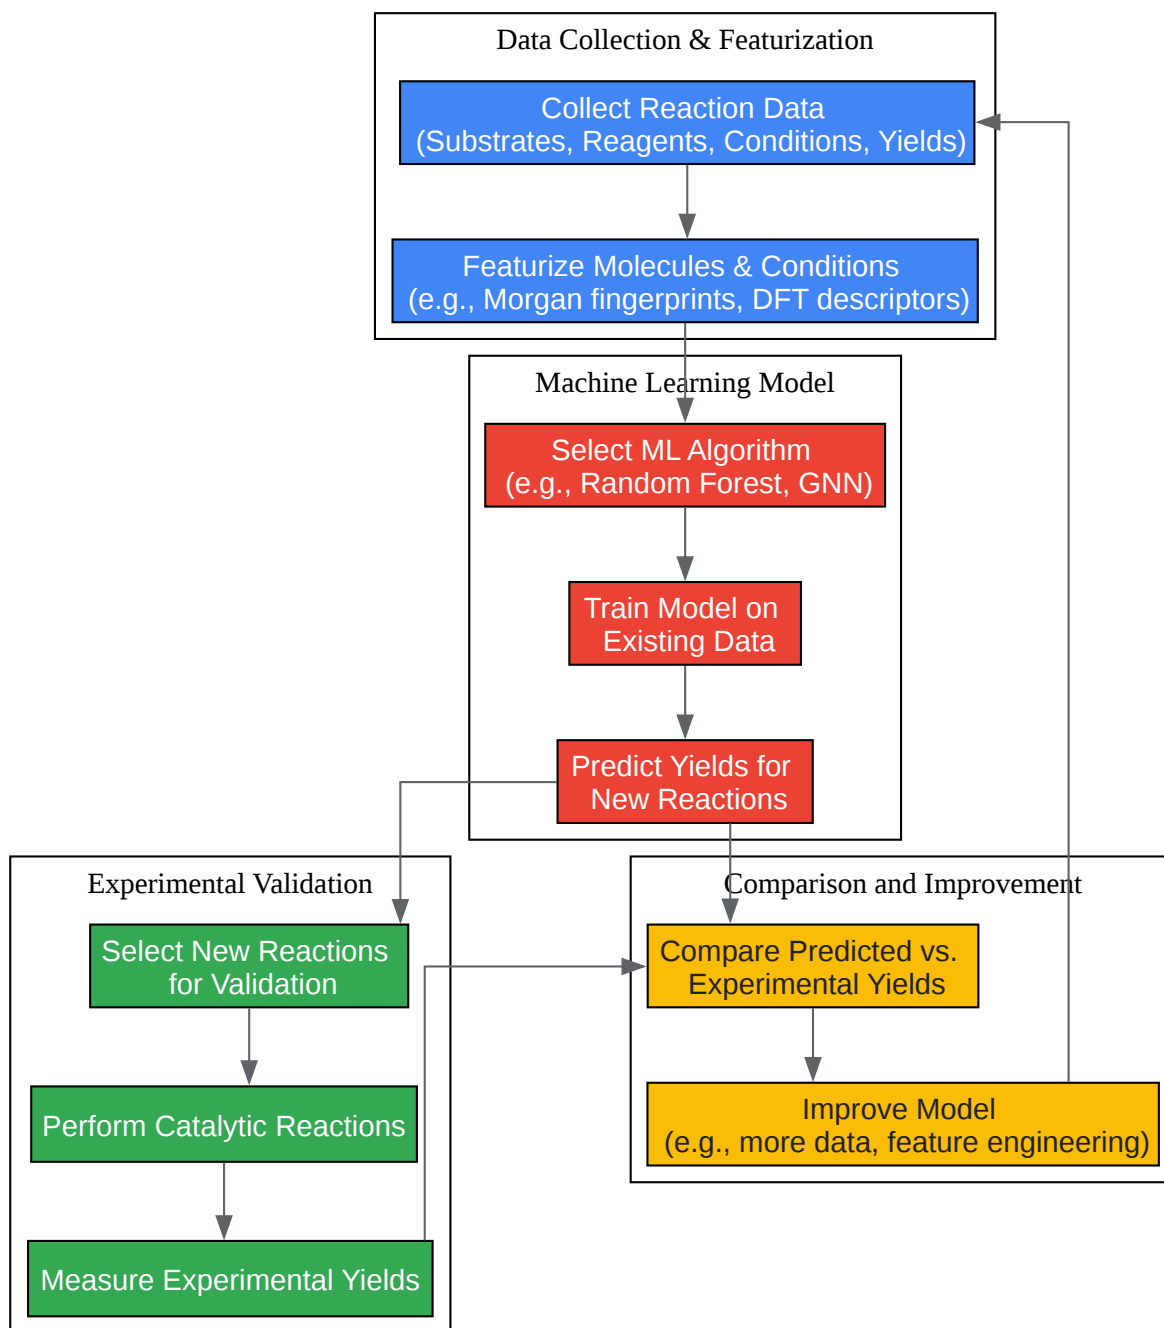 Data Collection & Featurization
Collect Reaction Data
(Substrates, Reagents, Conditions, Yields)
Featurize Molecules & Conditions
(e.g., Morgan fingerprints, DFT descriptors)
Machine Learning Model
Select ML Algorithm
(e.g., Random Forest, GNN)
Train Model on
Existing Data
Predict Yields for
New Reactions
Experimental Validation
Select New Reactions
for Validation
Perform Catalytic Reactions
Measure Experimental Yields
Comparison and Improvement
Compare Predicted vs.
Experimental Yields
Improve Model
(e.g., more data, feature engineering)